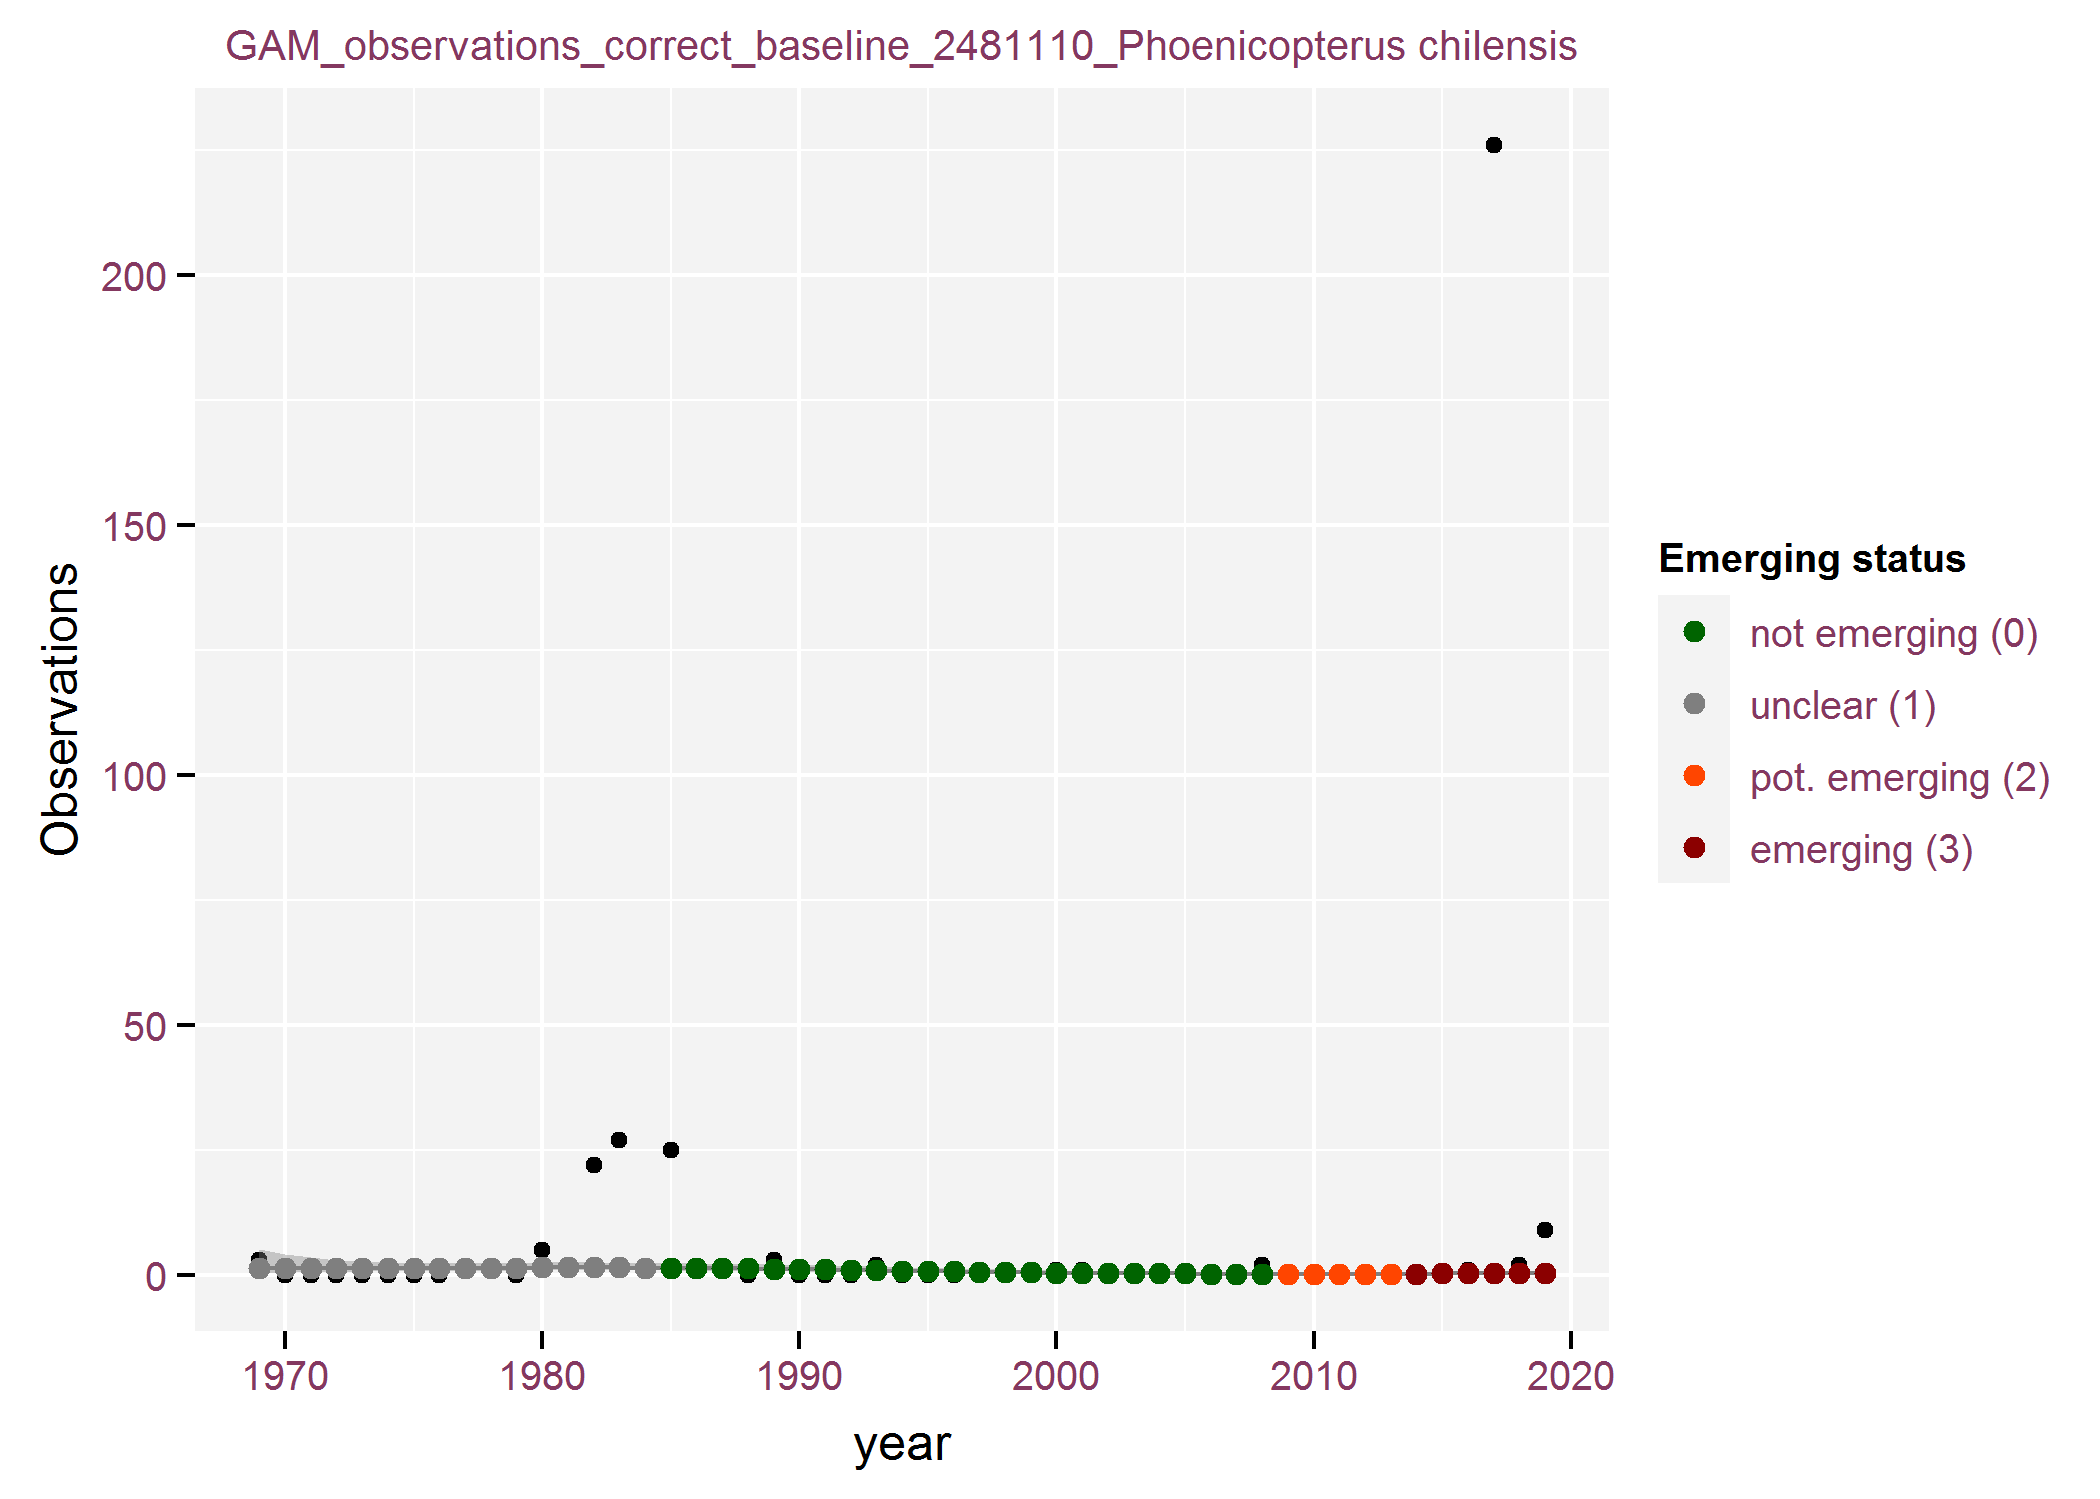 GAM_observations_correct_baseline_2481110_Phoenicopterus chilensis
Observations
200
150
100
50
0
1970 1980 1990 2000 2010 2020
year
Emerging status
not emerging (0)
unclear (1)
pot. emerging (2)
emerging (3)